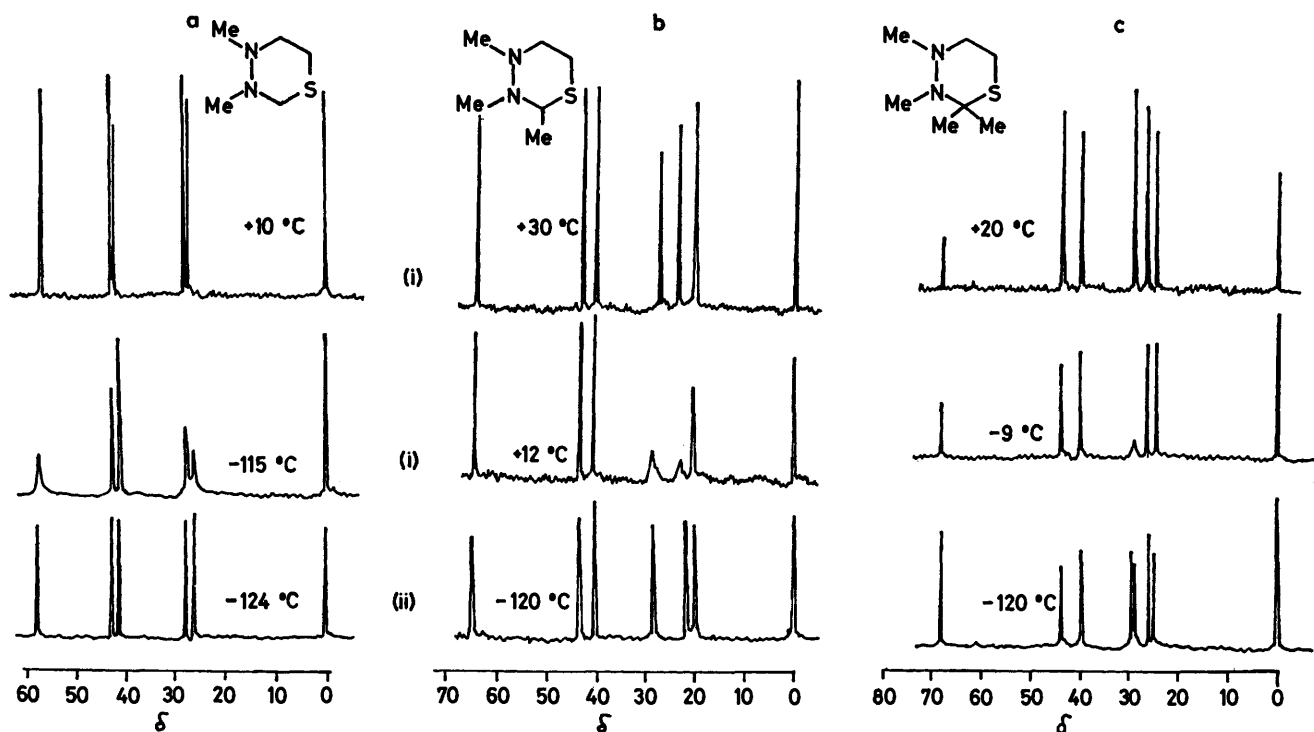 a
Me
N
N
Me
S
+10 °C
-115 °C
-124 °C
60 50 40 30 20 10 0
δ
(i)
(i)
(ii)
b
Me
N
N
Me
S
Me
+30 °C
+12 °C
-120 °C
70 60 50 40 30 20 10 0
δ
c
Me
N
N
Me
S
Me Me
+20 °C
-9 °C
-120 °C
80 70 60 50 40 30 20 10 0
δ